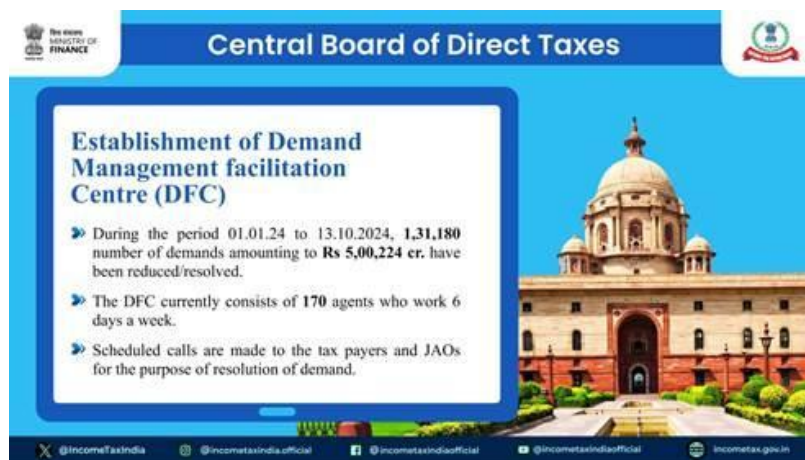 वित्त मंत्रालय
MINISTRY OF
FINANCE
Central Board of Direct Taxes
Establishment of Demand
Management facilitation
Centre (DFC)
During the period 01.01.24 to 13.10.2024, 1,31,180
number of demands amounting to Rs 5,00,224 cr. have
been reduced/resolved.
The DFC currently consists of 170 agents who work 6
days a week.
Scheduled calls are made to the tax payers and JAOs
for the purpose of resolution of demand.
@IncomeTaxIndia
@incometaxindia.official
@incometaxindiaofficial
@incometaxindiaofficial
incometax.gov.in